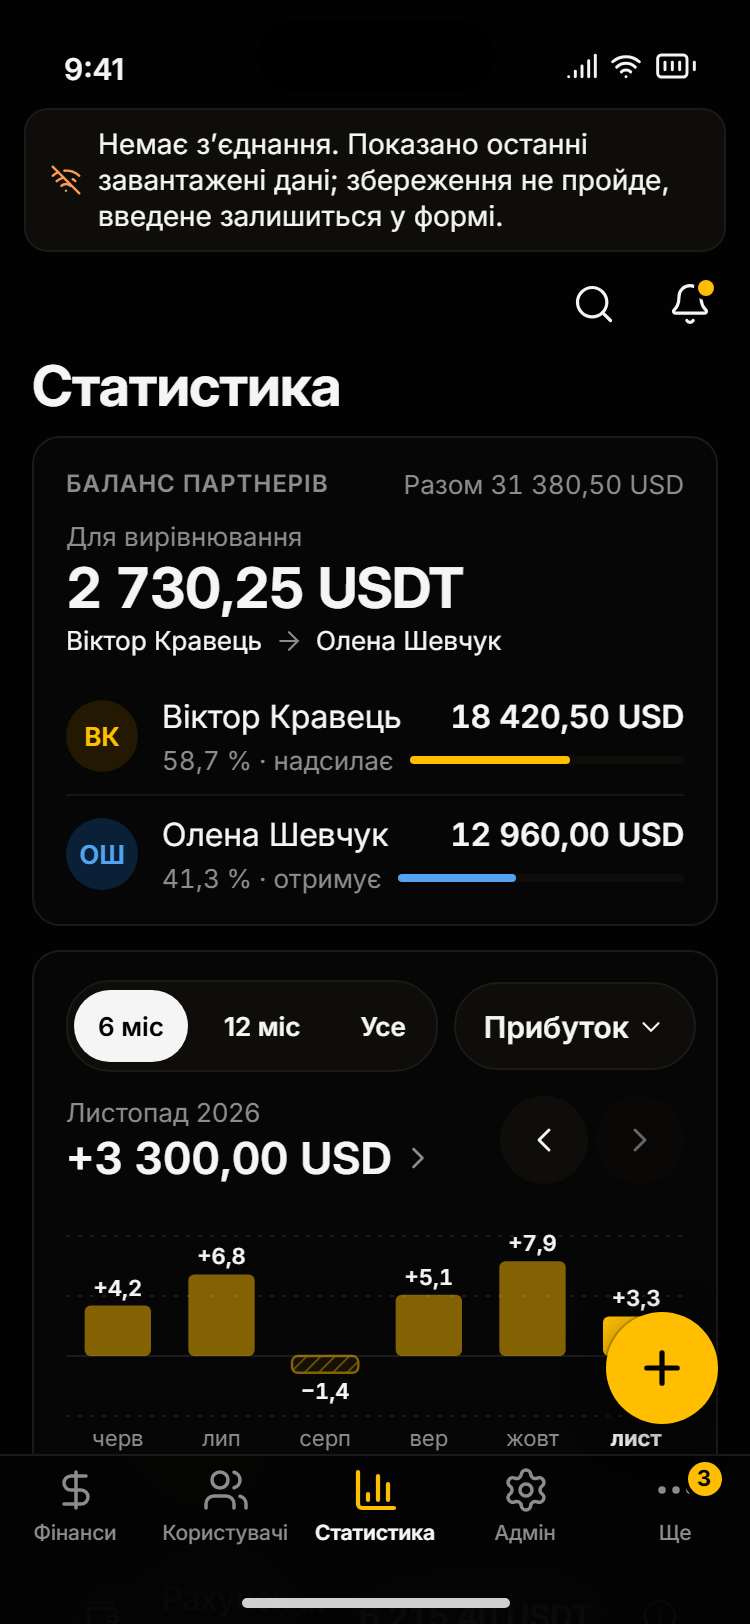 9:41
Немає з’єднання. Показано останні
завантажені дані; збереження не пройде,
введене залишиться у формі.
Статистика
БАЛАНС ПАРТНЕРІВ Разом 31 380,50 USD
Для вирівнювання
2 730,25 USDT
Віктор Кравець → Олена Шевчук
ВК Віктор Кравець 18 420,50 USD
58,7 % · надсилає
ОШ Олена Шевчук 12 960,00 USD
41,3 % · отримує
6 міс 12 міс Усе Прибуток
Листопад 2026
+3 300,00 USD
+4,2 +6,8 −1,4 +5,1 +7,9 +3,3
черв лип серп вер жовт лист
3
Фінанси Користувачі Статистика Адмін Ще
6 215,40 USDT